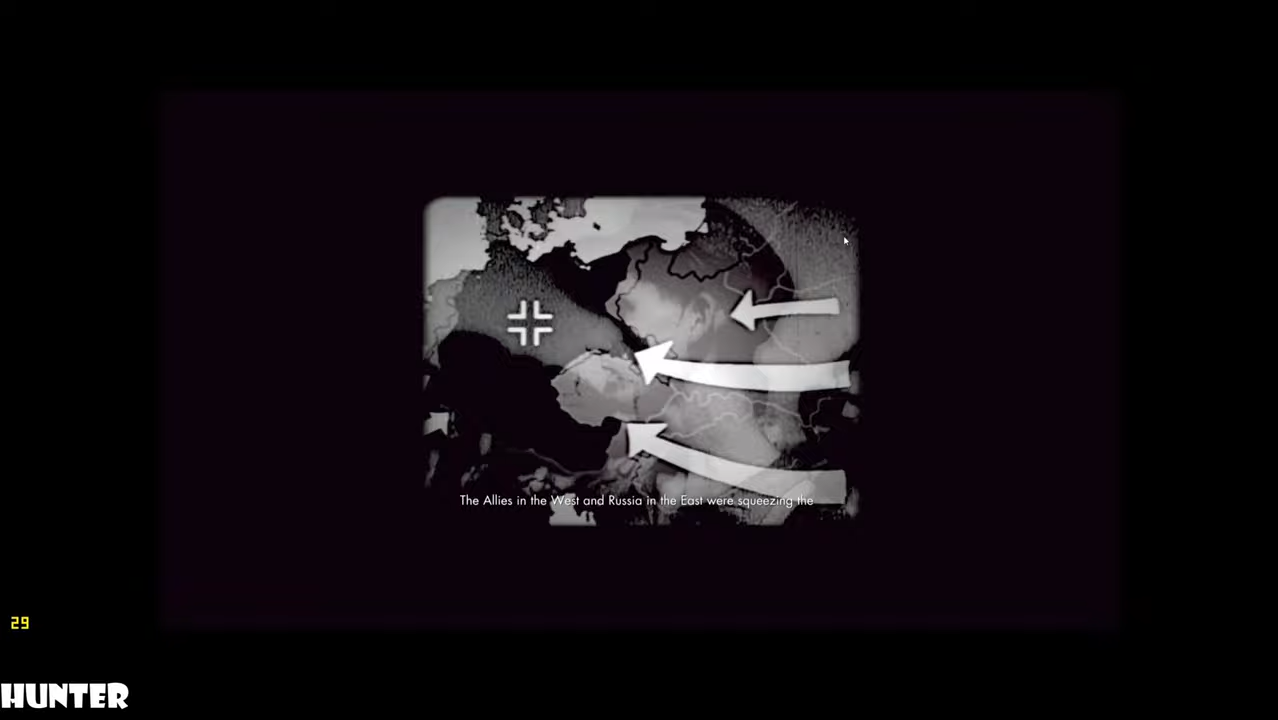 The Allies in the West and Russia in the East were squeezing the
29
HUNTER